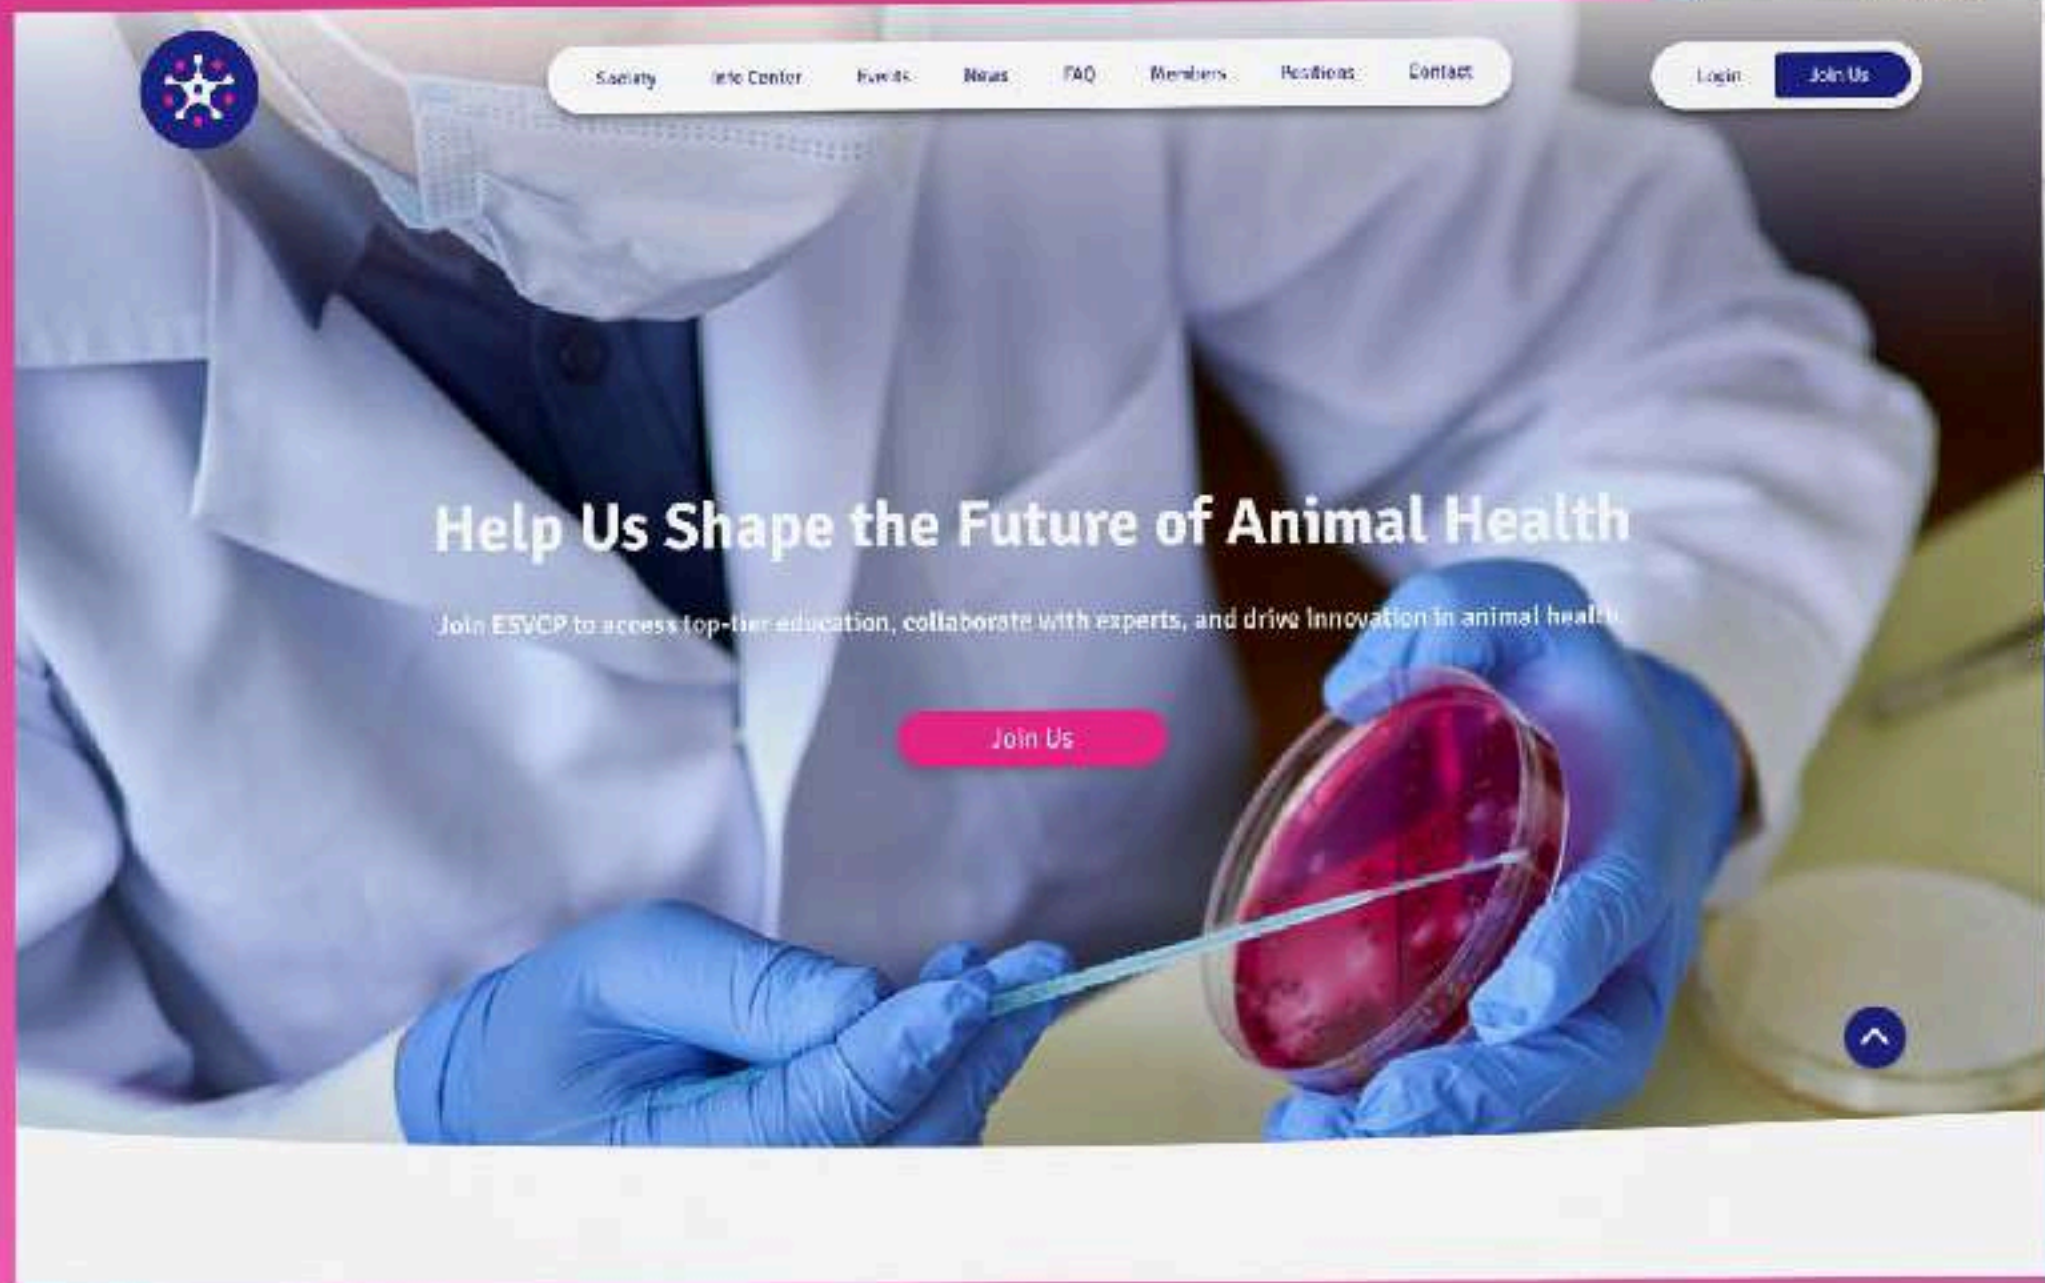 Society Info Center Events News FAQ Members Positions Contact
Login Join Us
Help Us Shape the Future of Animal Health
Join ESVCP to access top-tier education, collaborate with experts, and drive innovation in animal health.
Join Us